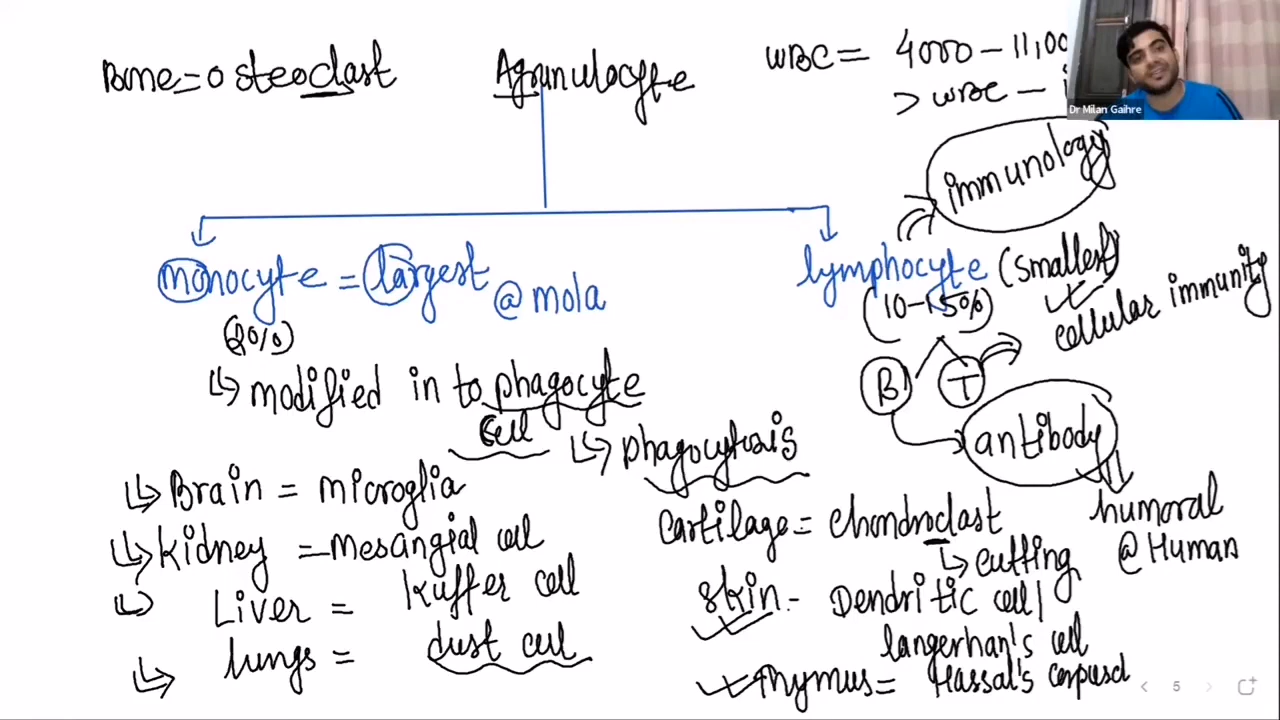 Bone = osteoclast
Agranulocyte
WBC = 4000 - 11,00
> WBC -
Dr Milan Gaihre
immunology
monocyte = largest @ mola
lymphocyte (smallest)
(10-15%)
cellular immunity
B T
↳ modified in to phagocyte
cell ↳ phagocytosis
antibody
↳ Brain = microglia
humoral
@ Human
↳ kidney = mesangial cell
cartilage = chondroclast
↳ cutting
↳ Liver = Kuffer cell
skin - Dendritic cell /
langerhan's cell
↳ lungs = dust cell
Thymus = Hassal's corpuscl
5